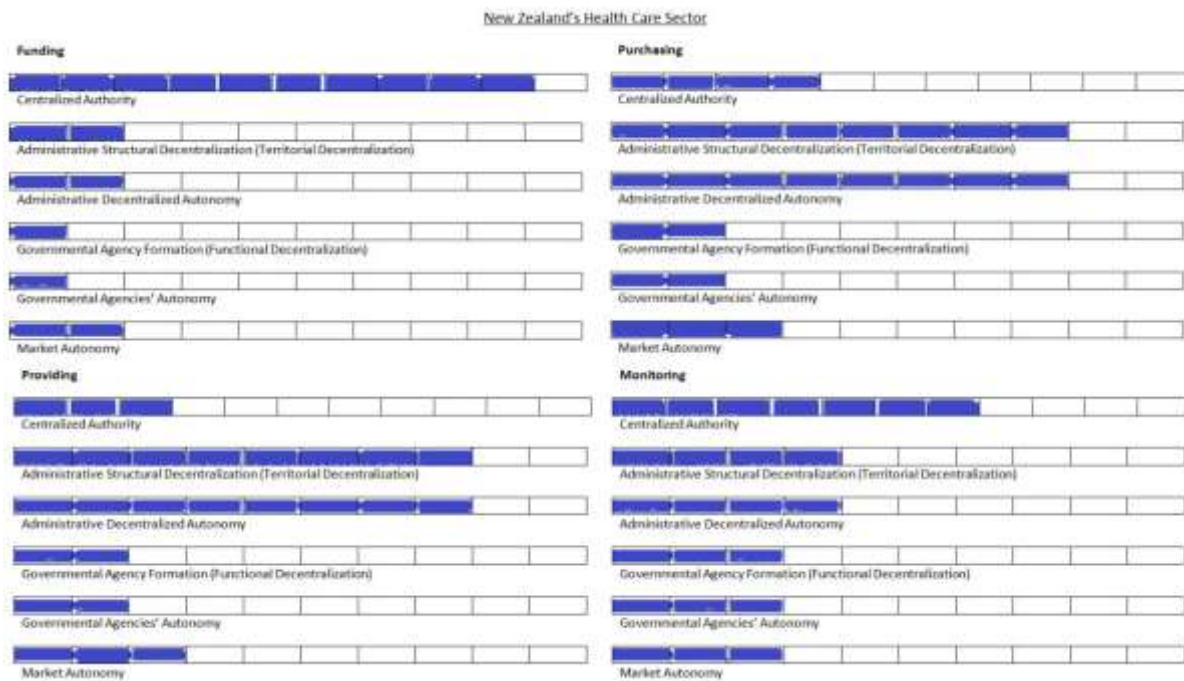 New Zealand's Health Care Sector
Funding
Centralized Authority
Administrative Structural Decentralization (Territorial Decentralization)
Administrative Decentralized Autonomy
Governmental Agency Formation (Functional Decentralization)
Governmental Agencies' Autonomy
Market Autonomy
Purchasing
Centralized Authority
Administrative Structural Decentralization (Territorial Decentralization)
Administrative Decentralized Autonomy
Governmental Agency Formation (Functional Decentralization)
Governmental Agencies' Autonomy
Market Autonomy
Providing
Centralized Authority
Administrative Structural Decentralization (Territorial Decentralization)
Administrative Decentralized Autonomy
Governmental Agency Formation (Functional Decentralization)
Governmental Agencies' Autonomy
Market Autonomy
Monitoring
Centralized Authority
Administrative Structural Decentralization (Territorial Decentralization)
Administrative Decentralized Autonomy
Governmental Agency Formation (Functional Decentralization)
Governmental Agencies' Autonomy
Market Autonomy